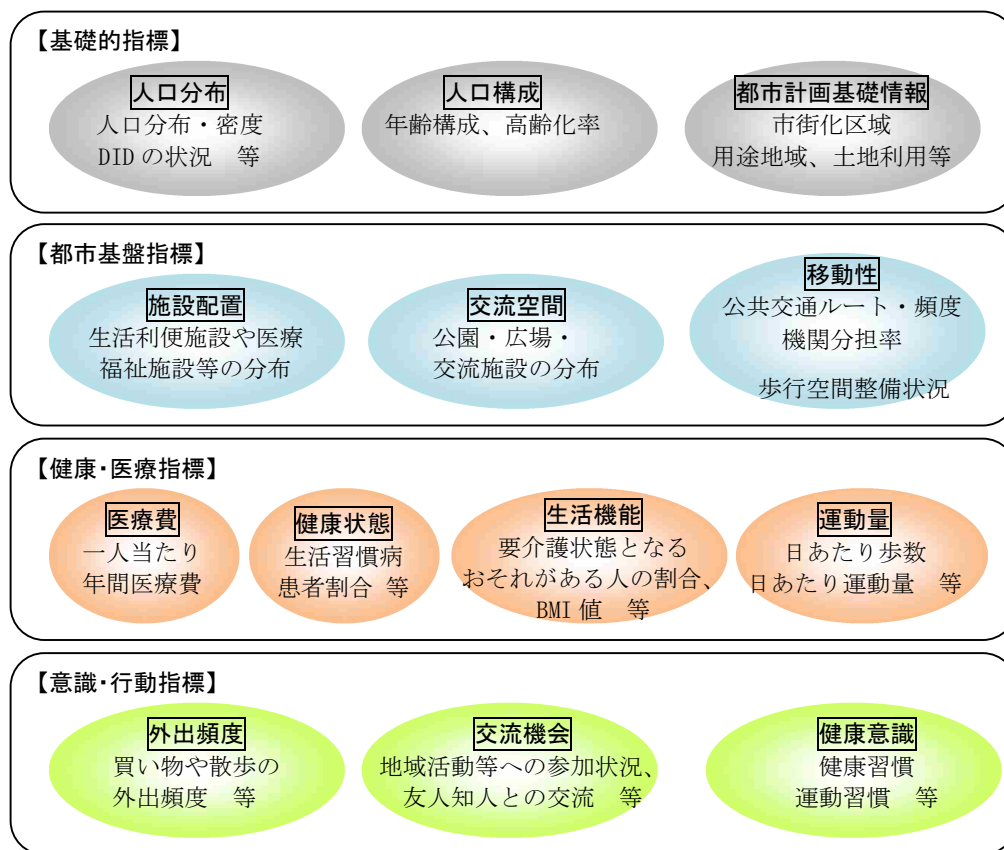 【基礎的指標】
人口分布
人口分布・密度
DID の状況　等
人口構成
年齢構成、高齢化率
都市計画基礎情報
市街化区域
用途地域、土地利用等
【都市基盤指標】
施設配置
生活利便施設や医療
福祉施設等の分布
交流空間
公園・広場・
交流施設の分布
移動性
公共交通ルート・頻度
機関分担率
歩行空間整備状況
【健康・医療指標】
医療費
一人当たり
年間医療費
健康状態
生活習慣病
患者割合 等
生活機能
要介護状態となる
おそれがある人の割合、
BMI 値　等
運動量
日あたり歩数
日あたり運動量　等
【意識・行動指標】
外出頻度
買い物や散歩の
外出頻度　等
交流機会
地域活動等への参加状況、
友人知人との交流　等
健康意識
健康習慣
運動習慣　等